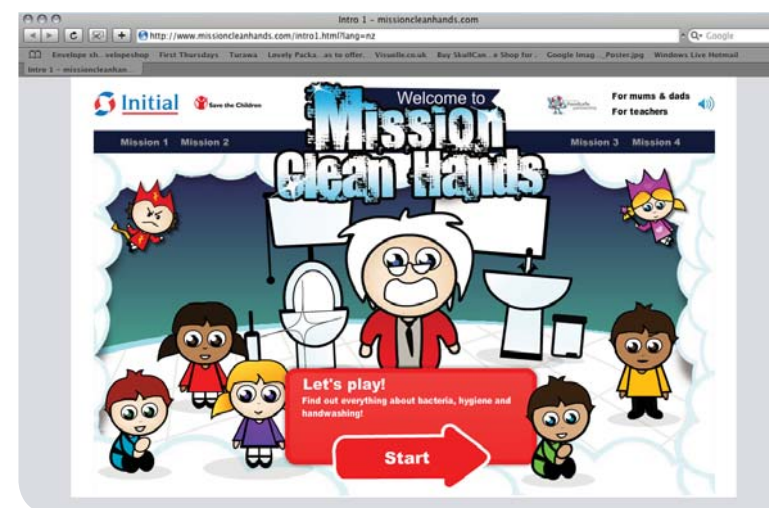 Intro 1 – missioncleanhands.com
http://www.missioncleanhands.com/intro1.html?lang=nz
Google
Envelope sh...velopeshop First Thursdays Tarawa Lovely Packa...as to offer. Visuelle.co.uk Buy SkullCan...e Shop for. Google Imag..._Poster.jpg Windows Live Hotmail
Intro 1 – missioncleanhan...
Initial
Save the Children
Welcome to
Mission
Clean Hands
For mums & dads
For teachers
Mission 1 Mission 2
Mission 3 Mission 4
Let's play!
Find out everything about bacteria, hygiene and
handwashing!
Start